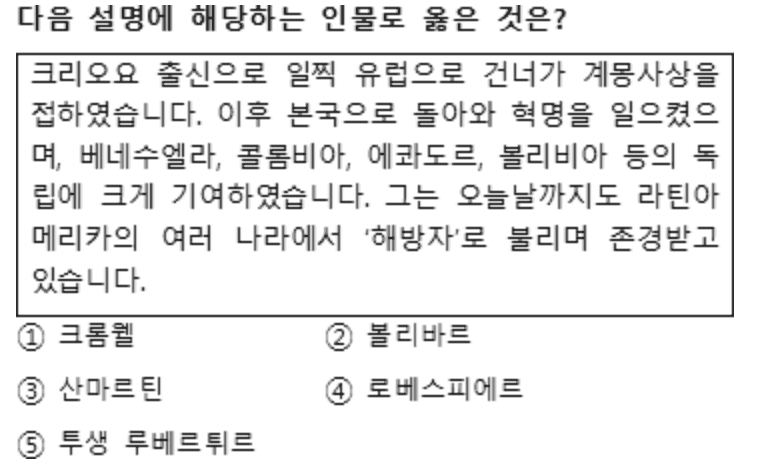 다음 설명에 해당하는 인물로 옳은 것은?
크리오요 출신으로 일찍 유럽으로 건너가 계몽사상을
접하였습니다. 이후 본국으로 돌아와 혁명을 일으켰으
며, 베네수엘라, 콜롬비아, 에콰도르, 볼리비아 등의 독
립에 크게 기여하였습니다. 그는 오늘날까지도 라틴아
메리카의 여러 나라에서 ‘해방자’로 불리며 존경받고
있습니다.
① 크롬웰 ② 볼리바르
③ 산마르틴 ④ 로베스피에르
⑤ 투생 루베르튀르